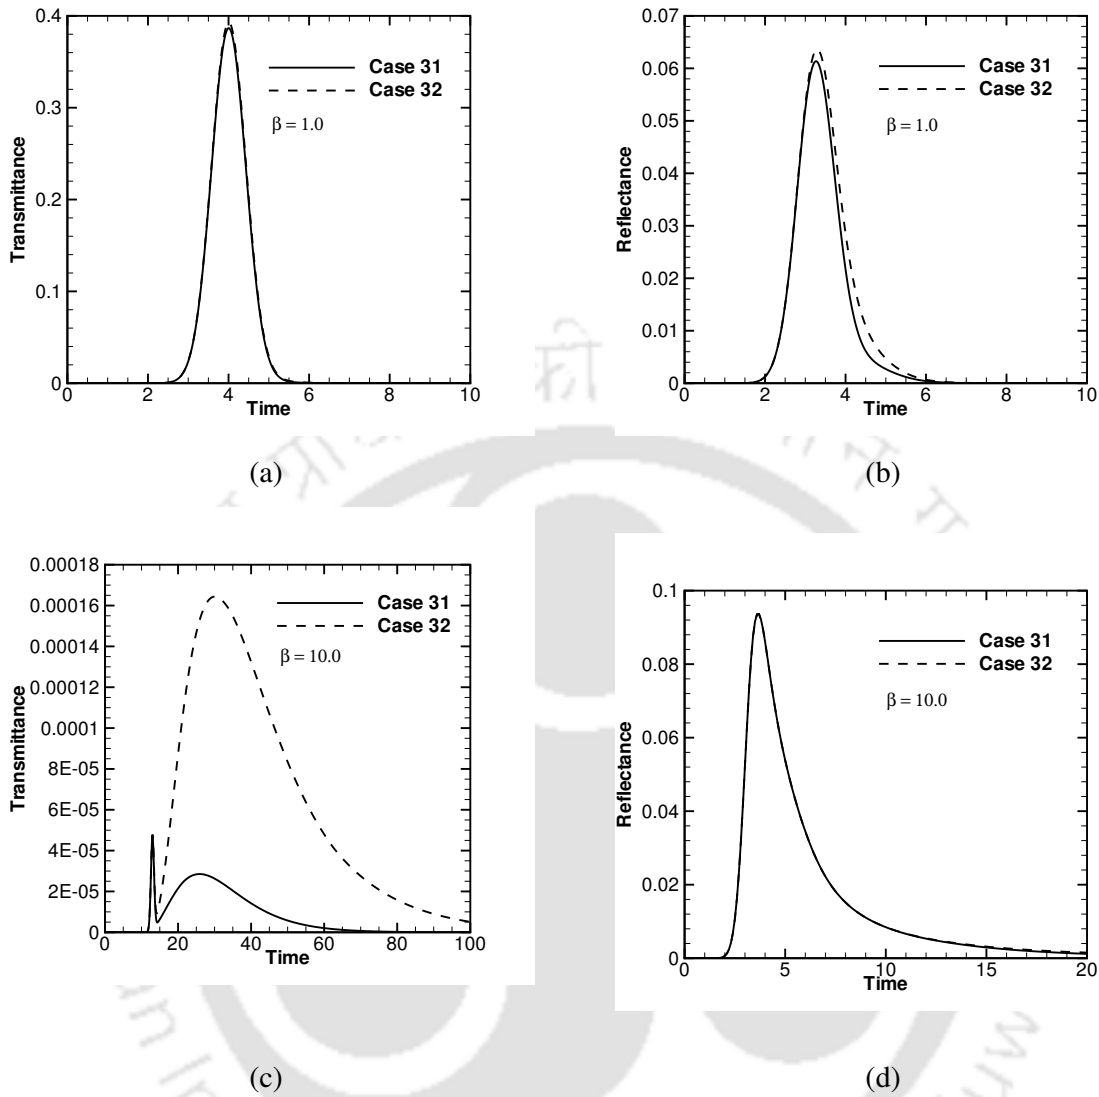 0.4
0.3
0.2
0.1
0
Transmittance
Case 31
Case 32
β = 1.0
0 2 4 6 8 10
Time
(a)
0.07
0.06
0.05
0.04
0.03
0.02
0.01
0
Reflectance
Case 31
Case 32
β = 1.0
0 2 4 6 8 10
Time
(b)
0.00018
0.00016
0.00014
0.00012
0.0001
8E-05
6E-05
4E-05
2E-05
0
Transmittance
Case 31
Case 32
β = 10.0
0 20 40 60 80 100
Time
(c)
0.1
0.08
0.06
0.04
0.02
0
Reflectance
Case 31
Case 32
β = 10.0
0 5 10 15 20
Time
(d)